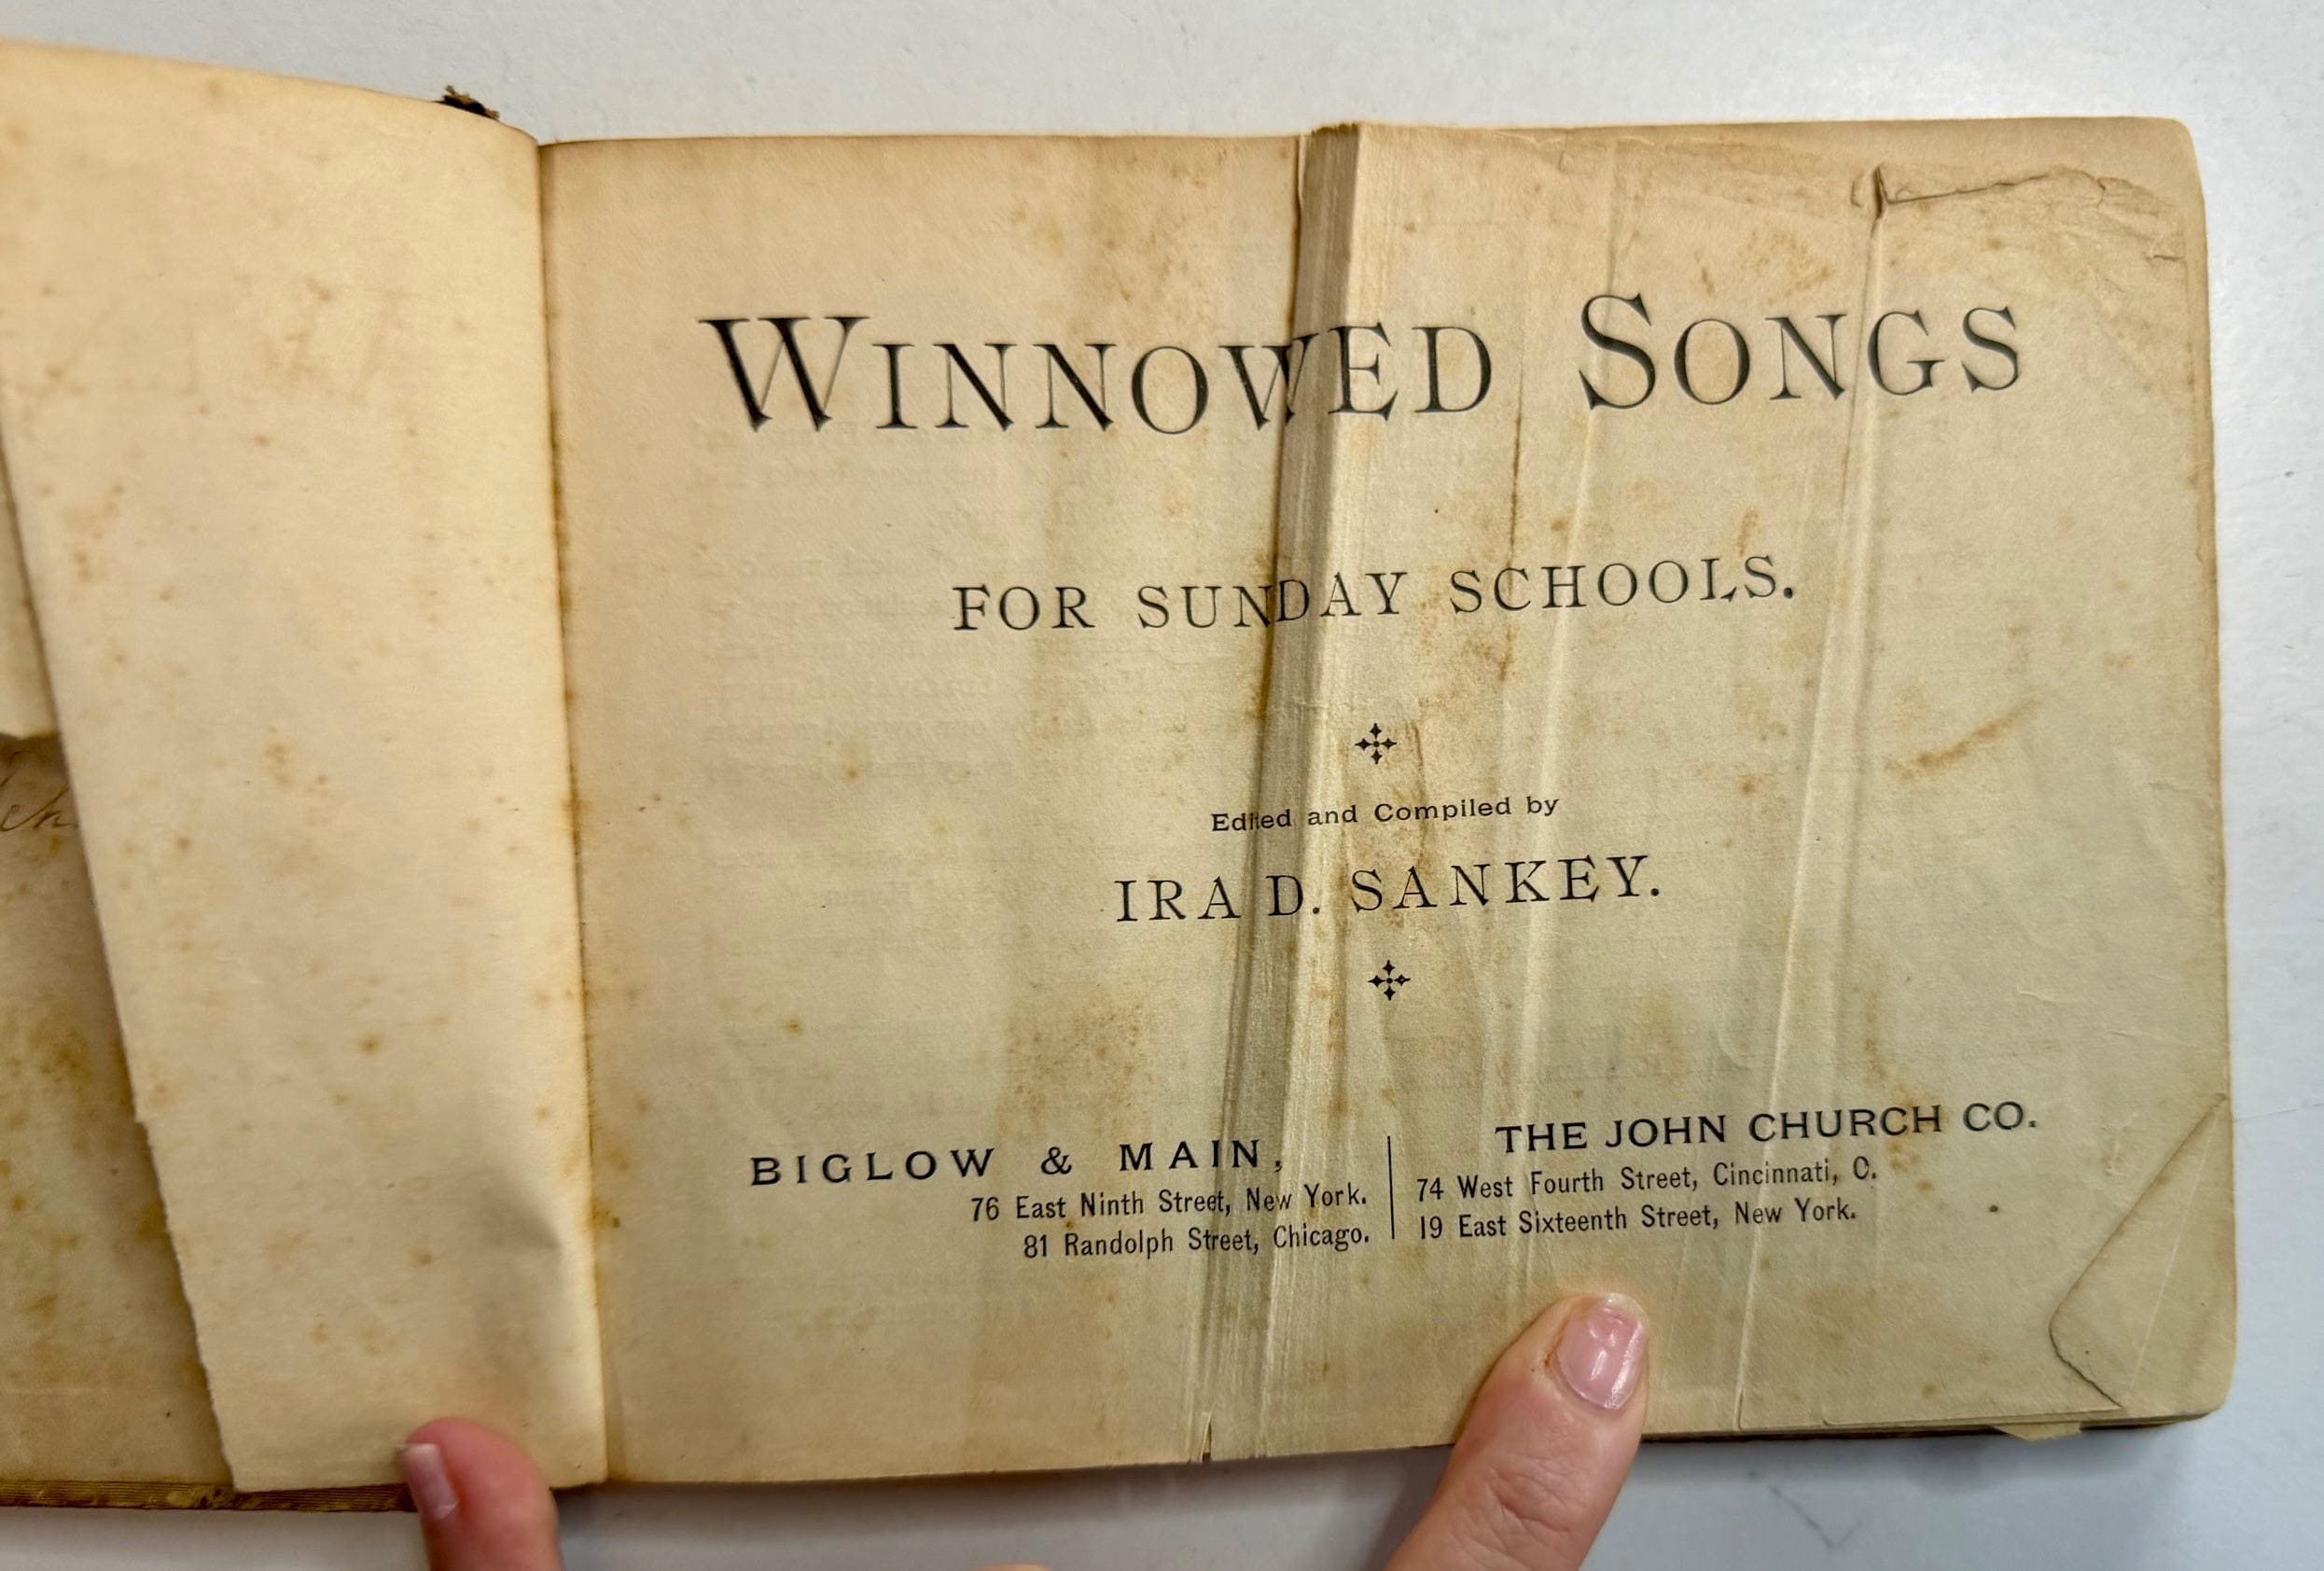 WINNOWED SONGS
FOR SUNDAY SCHOOLS.
Edited and Compiled by
IRA D. SANKEY.
BIGLOW & MAIN,
76 East Ninth Street, New York.
81 Randolph Street, Chicago.
THE JOHN CHURCH CO.
74 West Fourth Street, Cincinnati, O.
19 East Sixteenth Street, New York.